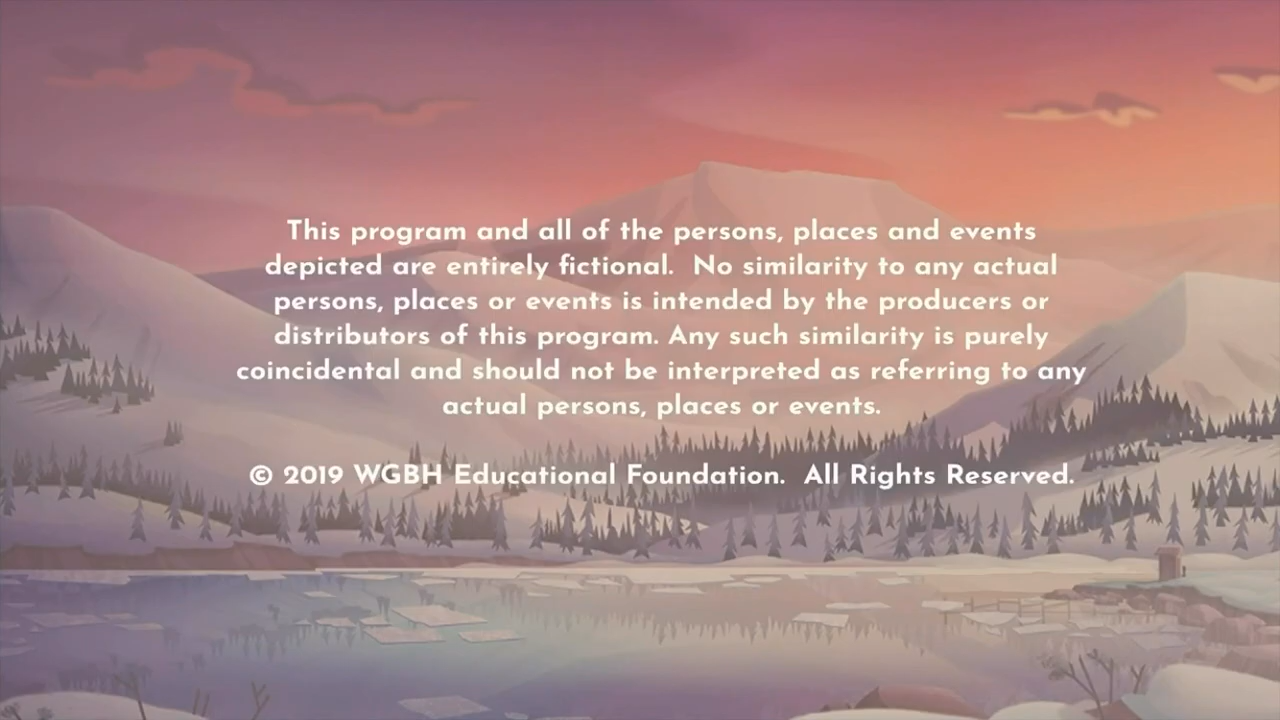 This program and all of the persons, places and events
depicted are entirely fictional.  No similarity to any actual
persons, places or events is intended by the producers or
distributors of this program. Any such similarity is purely
coincidental and should not be interpreted as referring to any
actual persons, places or events.
© 2019 WGBH Educational Foundation.  All Rights Reserved.